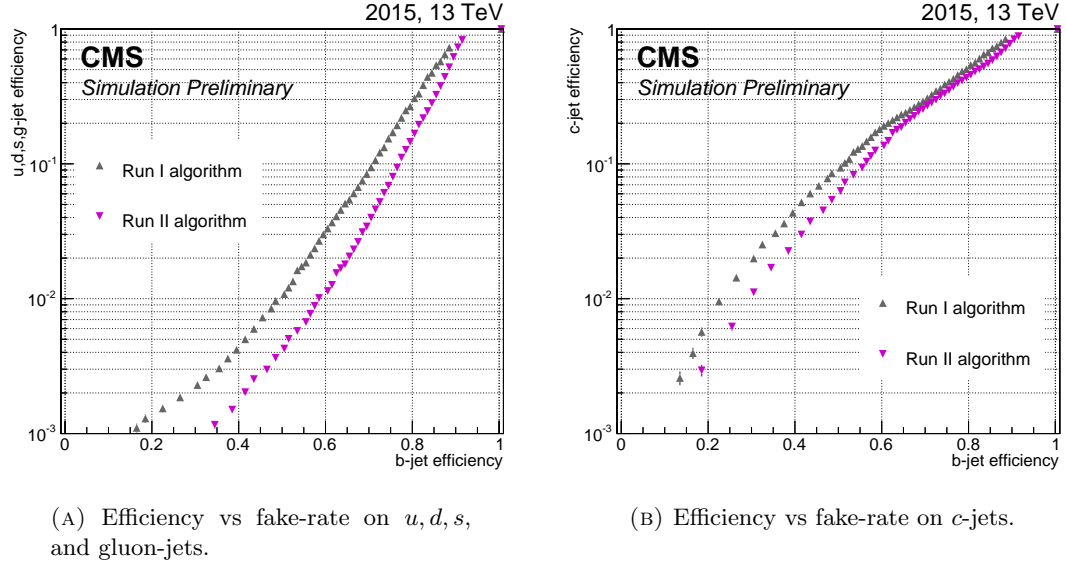 2015, 13 TeV
u,d,s,g-jet efficiency
1
10-1
10-2
10-3
CMS
Simulation Preliminary
Run I algorithm
Run II algorithm
0 0.2 0.4 0.6 0.8 1
b-jet efficiency
(A) Efficiency vs fake-rate on u, d, s,
and gluon-jets.
2015, 13 TeV
c-jet efficiency
1
10-1
10-2
10-3
CMS
Simulation Preliminary
Run I algorithm
Run II algorithm
0 0.2 0.4 0.6 0.8 1
b-jet efficiency
(B) Efficiency vs fake-rate on c-jets.